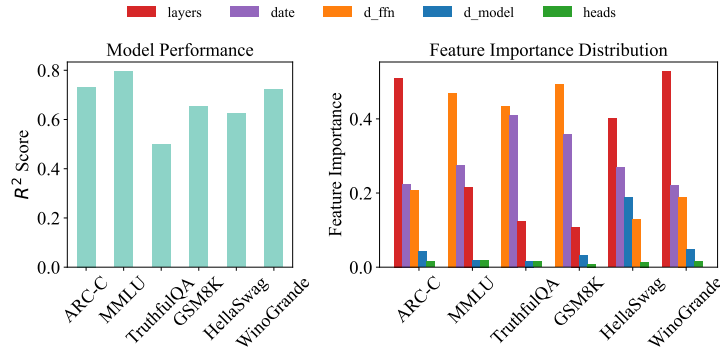 layers date d_ffn d_model heads
Model Performance
R² Score
0.8
0.6
0.4
0.2
0.0
ARC-C
MMLU
TruthfulQA
GSM8K
HellaSwag
WinoGrande
Feature Importance Distribution
Feature Importance
0.4
0.2
0.0
ARC-C
MMLU
TruthfulQA
GSM8K
HellaSwag
WinoGrande